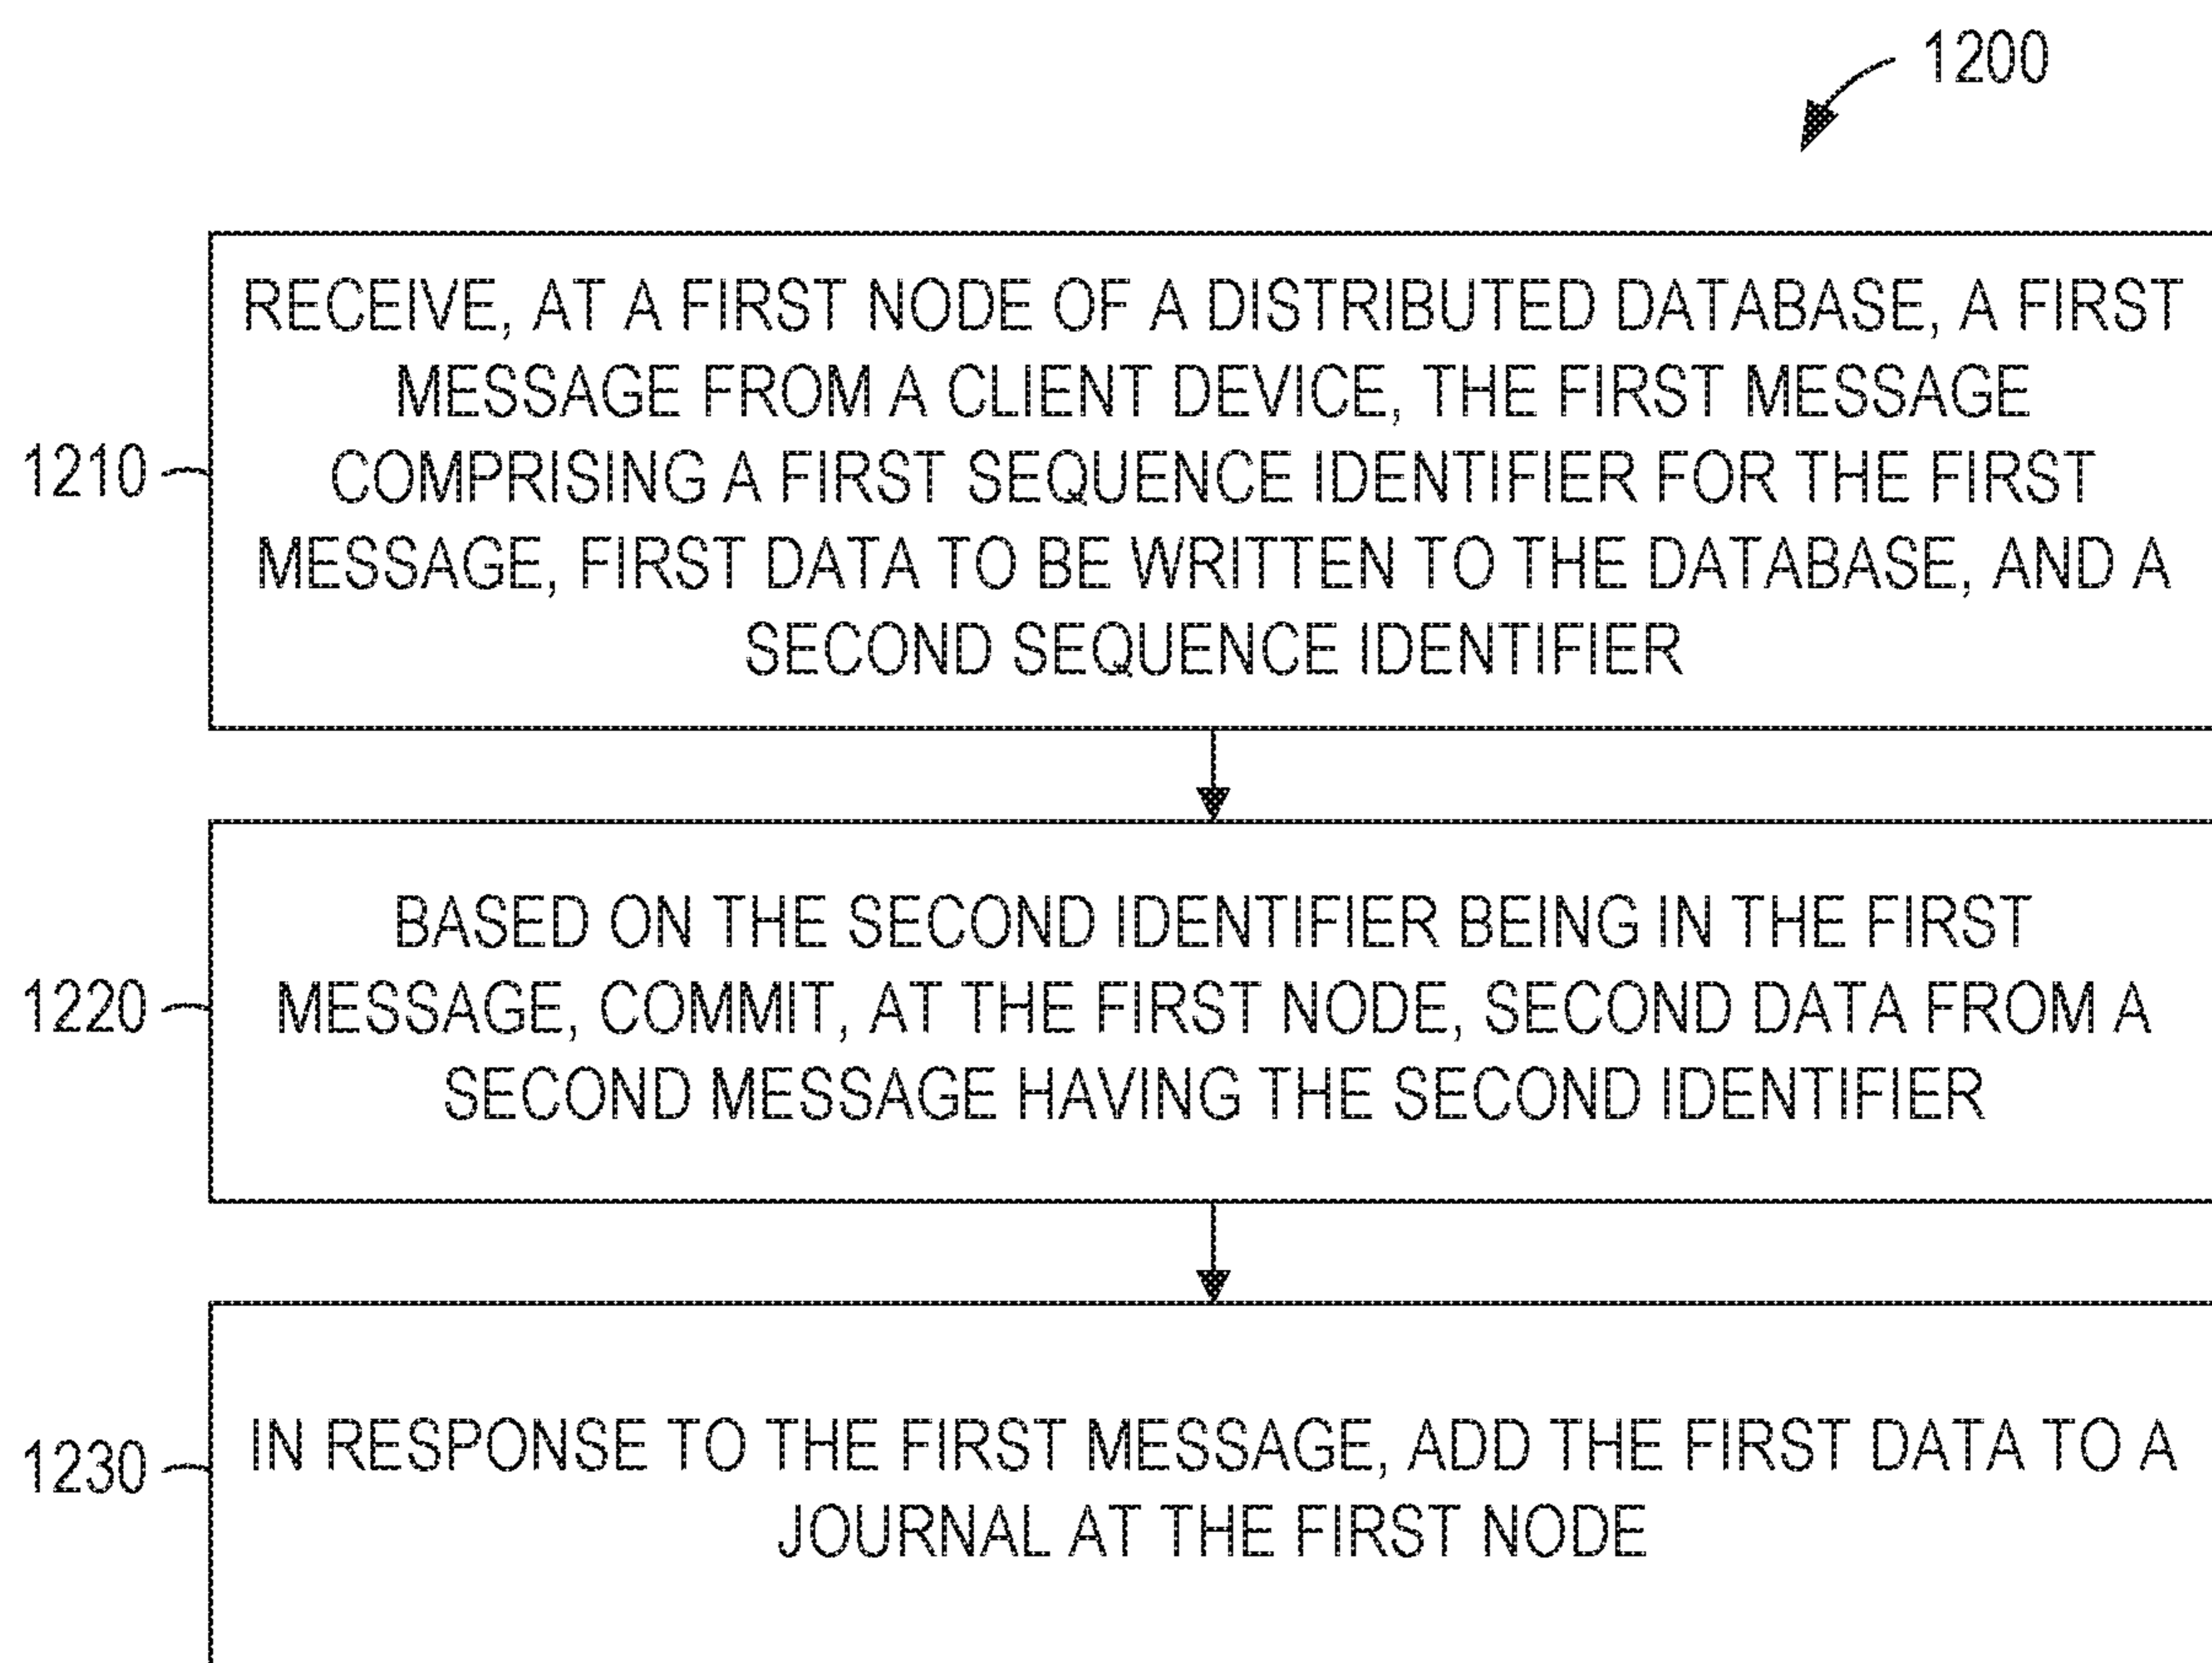 1200
RECEIVE, AT A FIRST NODE OF A DISTRIBUTED DATABASE, A FIRST
MESSAGE FROM A CLIENT DEVICE, THE FIRST MESSAGE
COMPRISING A FIRST SEQUENCE IDENTIFIER FOR THE FIRST
MESSAGE, FIRST DATA TO BE WRITTEN TO THE DATABASE, AND A
SECOND SEQUENCE IDENTIFIER
1210
BASED ON THE SECOND IDENTIFIER BEING IN THE FIRST
MESSAGE, COMMIT, AT THE FIRST NODE, SECOND DATA FROM A
SECOND MESSAGE HAVING THE SECOND IDENTIFIER
1220
IN RESPONSE TO THE FIRST MESSAGE, ADD THE FIRST DATA TO A
JOURNAL AT THE FIRST NODE
1230